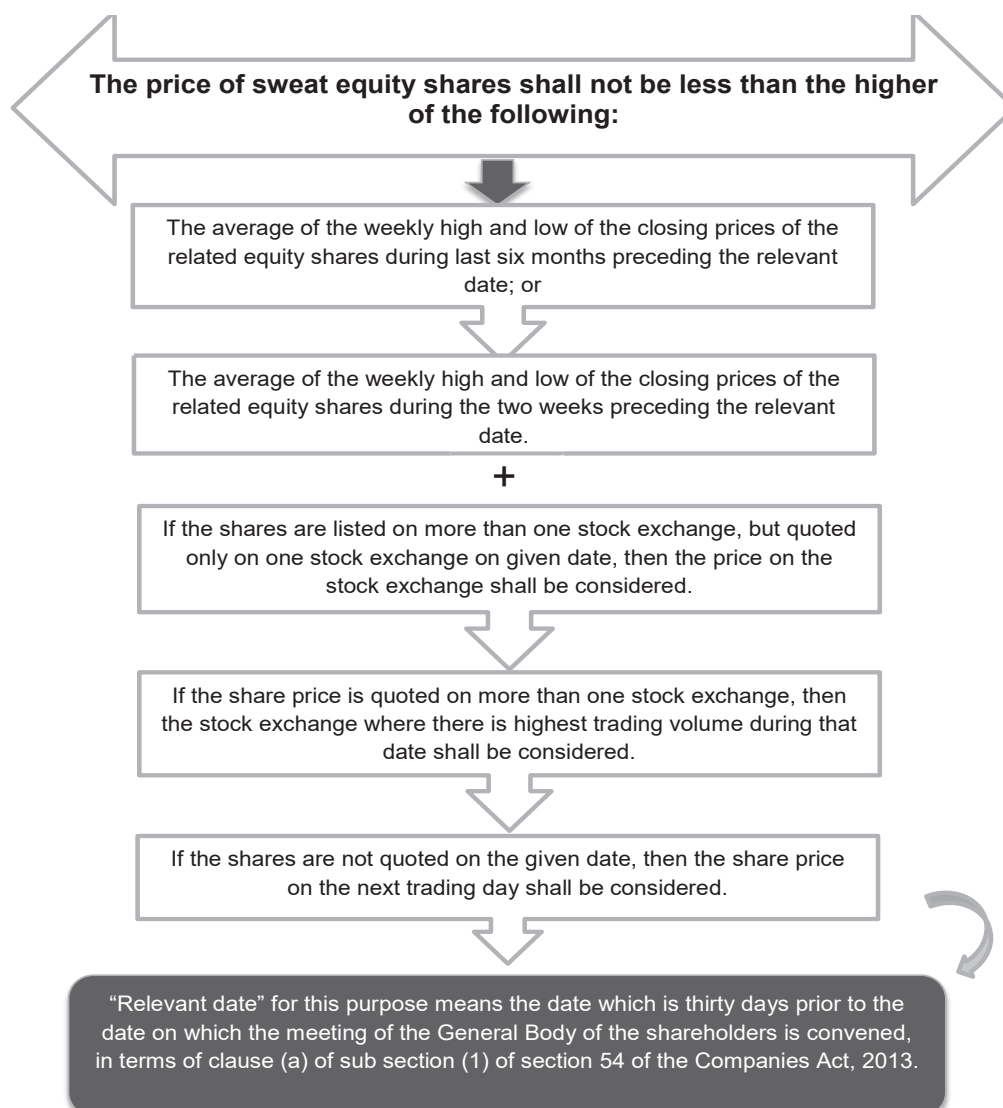 The price of sweat equity shares shall not be less than the higher
of the following:
The average of the weekly high and low of the closing prices of the
related equity shares during last six months preceding the relevant
date; or
The average of the weekly high and low of the closing prices of the
related equity shares during the two weeks preceding the relevant
date.
+
If the shares are listed on more than one stock exchange, but quoted
only on one stock exchange on given date, then the price on the
stock exchange shall be considered.
If the share price is quoted on more than one stock exchange, then
the stock exchange where there is highest trading volume during that
date shall be considered.
If the shares are not quoted on the given date, then the share price
on the next trading day shall be considered.
“Relevant date” for this purpose means the date which is thirty days prior to the
date on which the meeting of the General Body of the shareholders is convened,
in terms of clause (a) of sub section (1) of section 54 of the Companies Act, 2013.